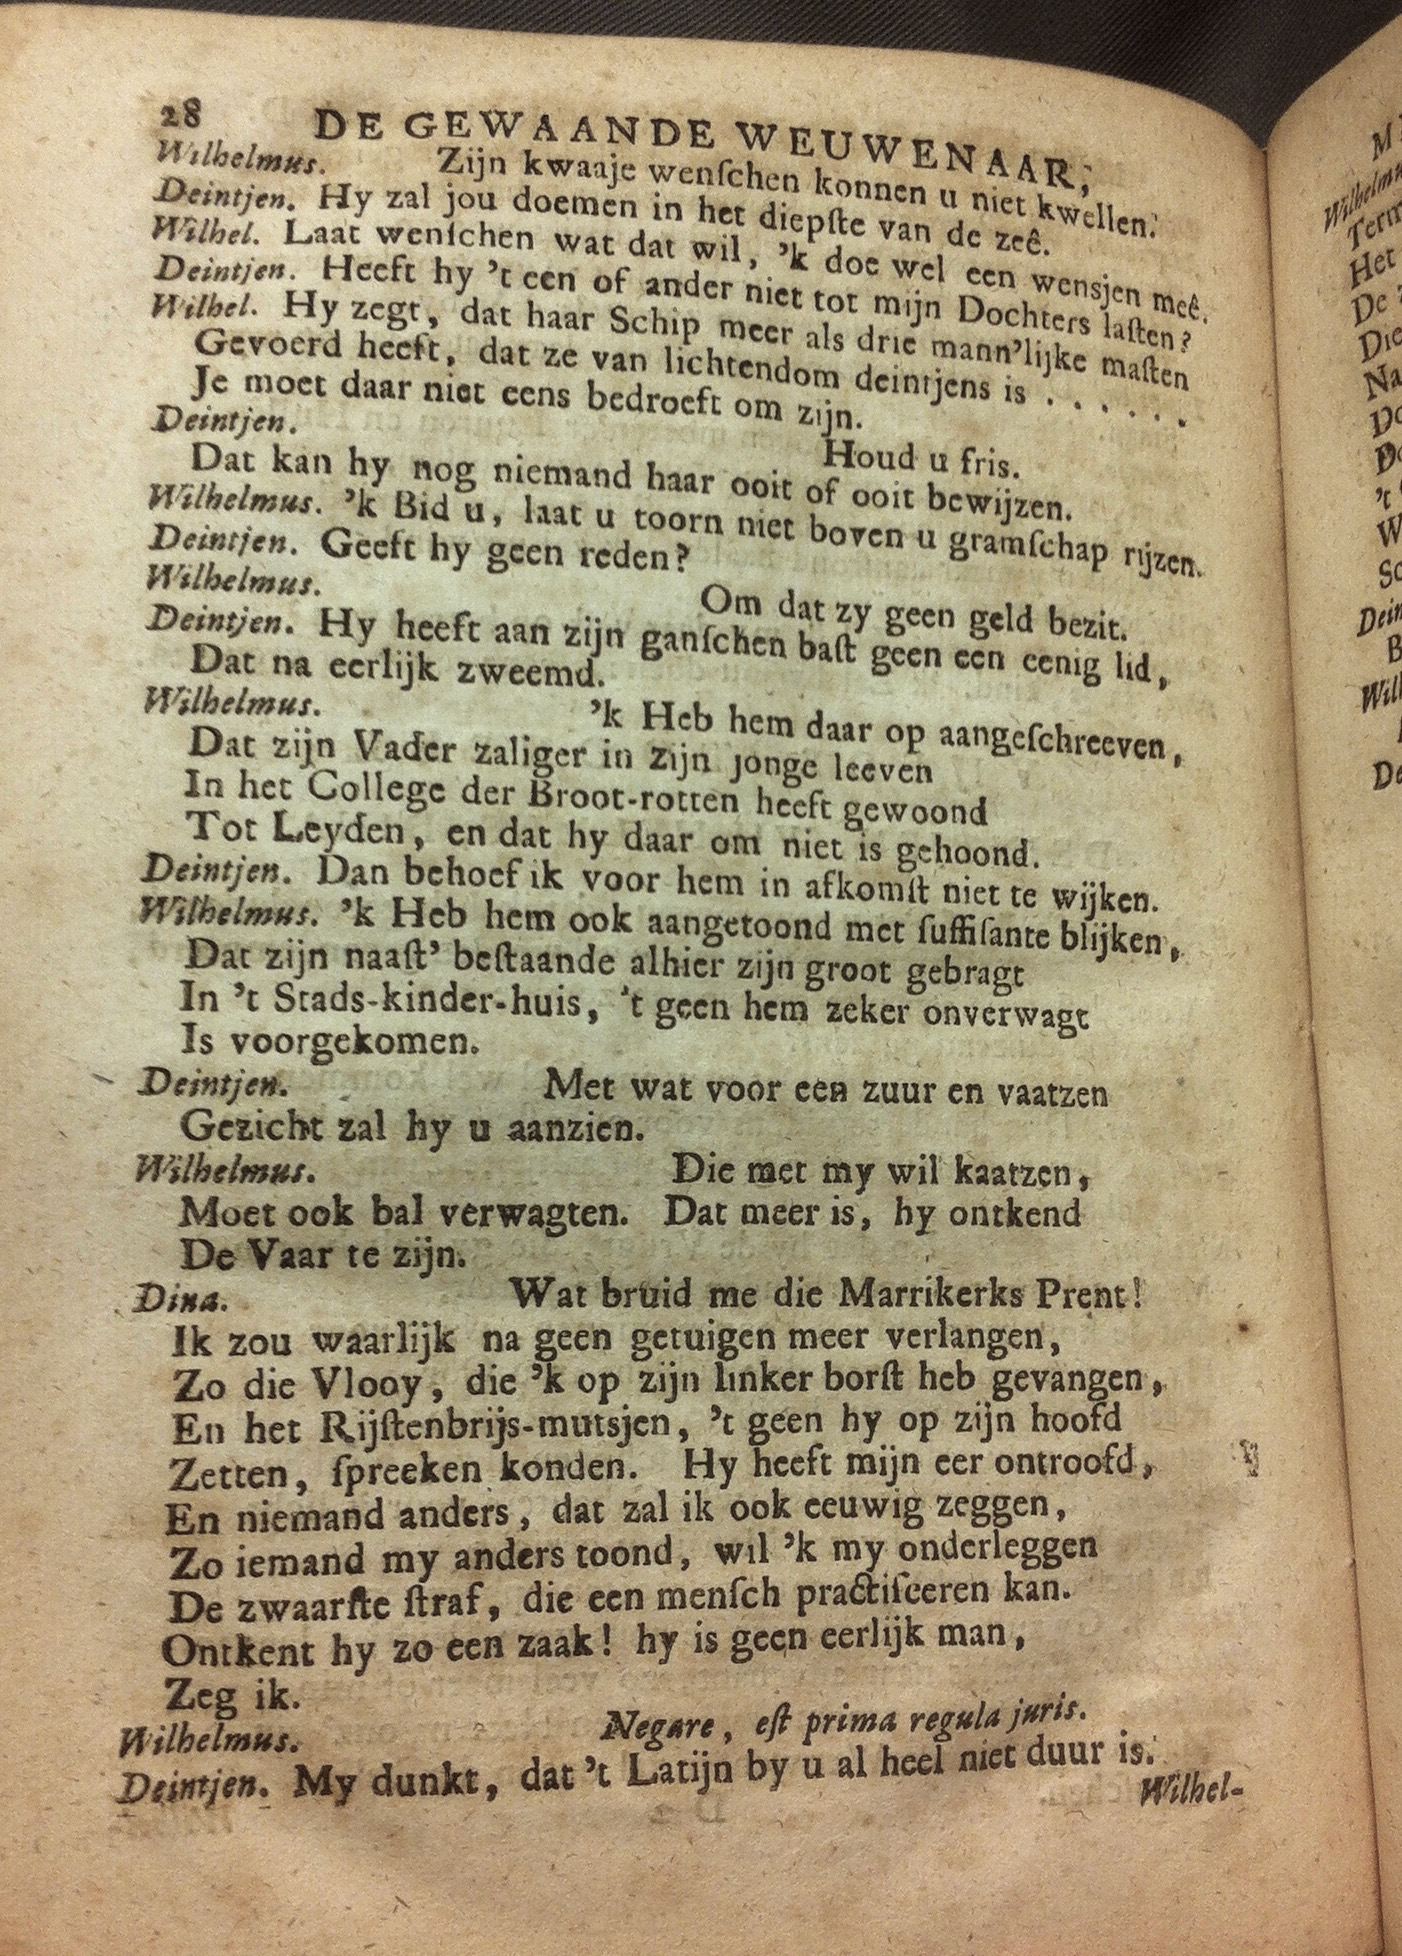 28 DE GEWAANDE WEUWENAAR;
Wilhelmus. Zijn kwaaje wenſchen konnen u niet kwellen.
Deintjen. Hy zal jou doemen in het diepſte van de zeê.
Wilhel. Laat wenſchen wat dat wil, 'k doe wel een wensjen meê.
Deintjen. Heeft hy 't een of ander niet tot mijn Dochters laſten?
Wilhel. Hy zegt, dat haar Schip meer als drie mann'lijke maſten
Gevoerd heeft, dat ze van lichtendom deintjens is . . . . . .
Je moet daar niet eens bedroeft om zijn.
Deintjen. Houd u fris.
Dat kan hy nog niemand haar ooit of ooit bewijzen.
Wilhelmus. 'k Bid u, laat u toorn niet boven u gramſchap rijzen.
Deintjen. Geeft hy geen reden?
Wilhelmus. Om dat zy geen geld bezit.
Deintjen. Hy heeft aan zijn ganſchen baſt geen een eenig lid,
Dat na eerlijk zweemd.
Wilhelmus. 'k Heb hem daar op aangeſchreeven,
Dat zijn Vader zaliger in zijn jonge leeven
In het College der Broot-rotten heeft gewoond
Tot Leyden, en dat hy daar om niet is gehoond.
Deintjen. Dan behoef ik voor hem in afkomſt niet te wijken.
Wilhelmus. 'k Heb hem ook aangetoond met ſuffiſante blijken,
Dat zijn naaſt' beſtaande alhier zijn groot gebragt
In 't Stads-kinder-huis, 't geen hem zeker onverwagt
Is voorgekomen.
Deintjen. Met wat voor een zuur en vaatzen
Gezicht zal hy u aanzien.
Wilhelmus. Die met my wil kaatzen,
Moet ook bal verwagten. Dat meer is, hy ontkend
De Vaar te zijn.
Dina. Wat bruid me die Marrikerks Prent!
Ik zou waarlijk na geen getuigen meer verlangen,
Zo die Vlooy, die 'k op zijn linker borſt heb gevangen,
En het Rijſtenbrijs-mutsjen, 't geen hy op zijn hoofd
Zetten, ſpreeken konden. Hy heeft mijn eer ontroofd,
En niemand anders, dat zal ik ook eeuwig zeggen,
Zo iemand my anders toond, wil 'k my onderleggen
De zwaarſte ſtraf, die een menſch practiſceren kan.
Ontkent hy zo een zaak! hy is geen eerlijk man,
Zeg ik.
Wilhelmus. Negare, eſt prima regula juris.
Deintjen. My dunkt, dat 't Latijn by u al heel niet duur is.
Wilhel-
Wilhelmu
Het
De
Die
Na